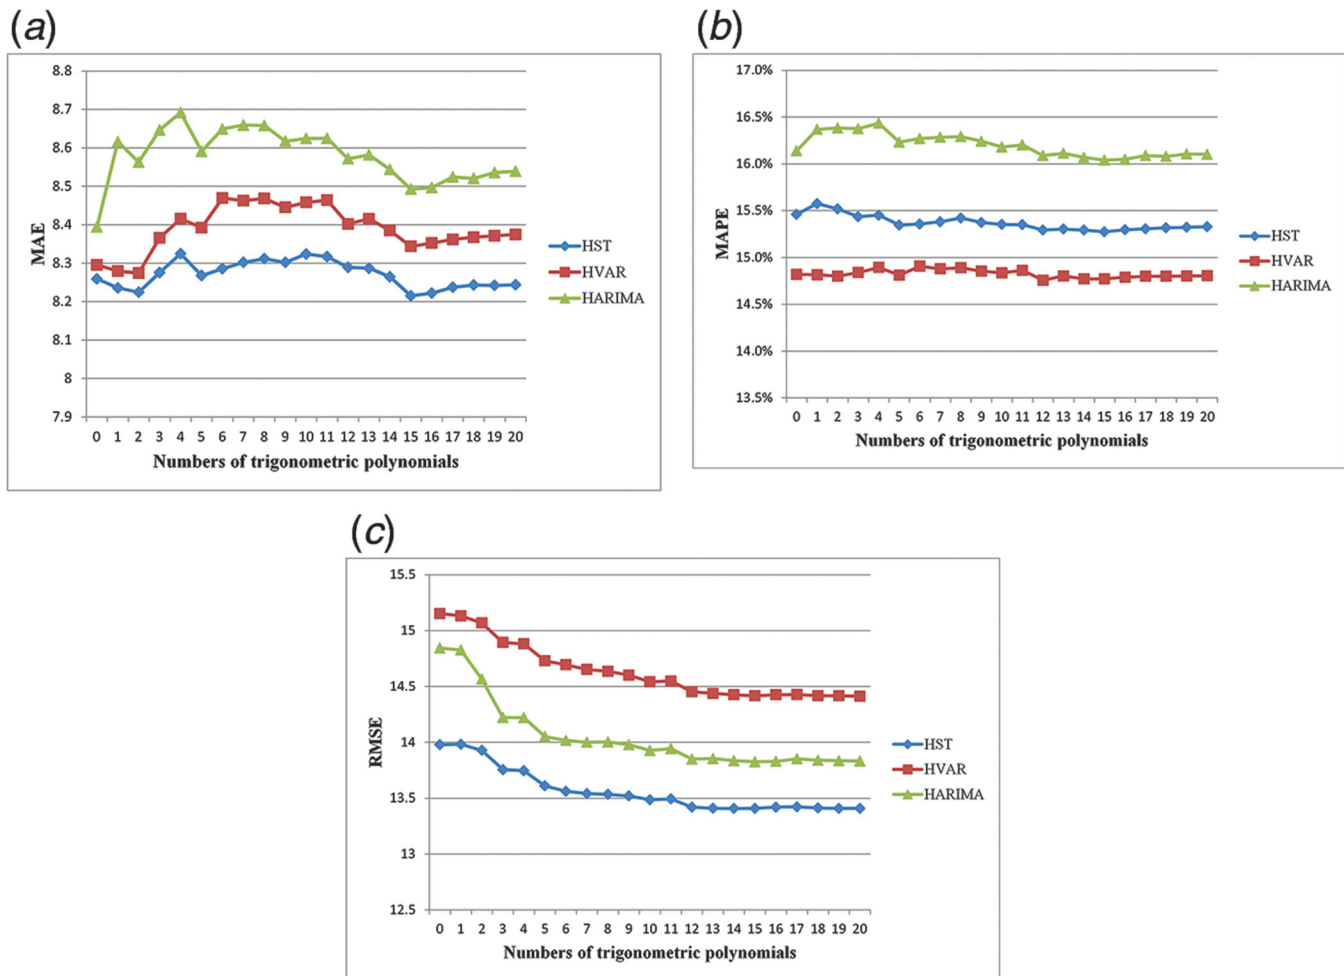 (a)
8.8
8.7
8.6
8.5
8.4
8.3
8.2
8.1
8
7.9
MAE
0 1 2 3 4 5 6 7 8 9 10 11 12 13 14 15 16 17 18 19 20
Numbers of trigonometric polynomials
HST
HVAR
HARIMA
(b)
17.0%
16.5%
16.0%
15.5%
15.0%
14.5%
14.0%
13.5%
MAPE
0 1 2 3 4 5 6 7 8 9 10 11 12 13 14 15 16 17 18 19 20
Numbers of trigonometric polynomials
HST
HVAR
HARIMA
(c)
15.5
15
14.5
14
13.5
13
12.5
RMSE
0 1 2 3 4 5 6 7 8 9 10 11 12 13 14 15 16 17 18 19 20
Numbers of trigonometric polynomials
HST
HVAR
HARIMA